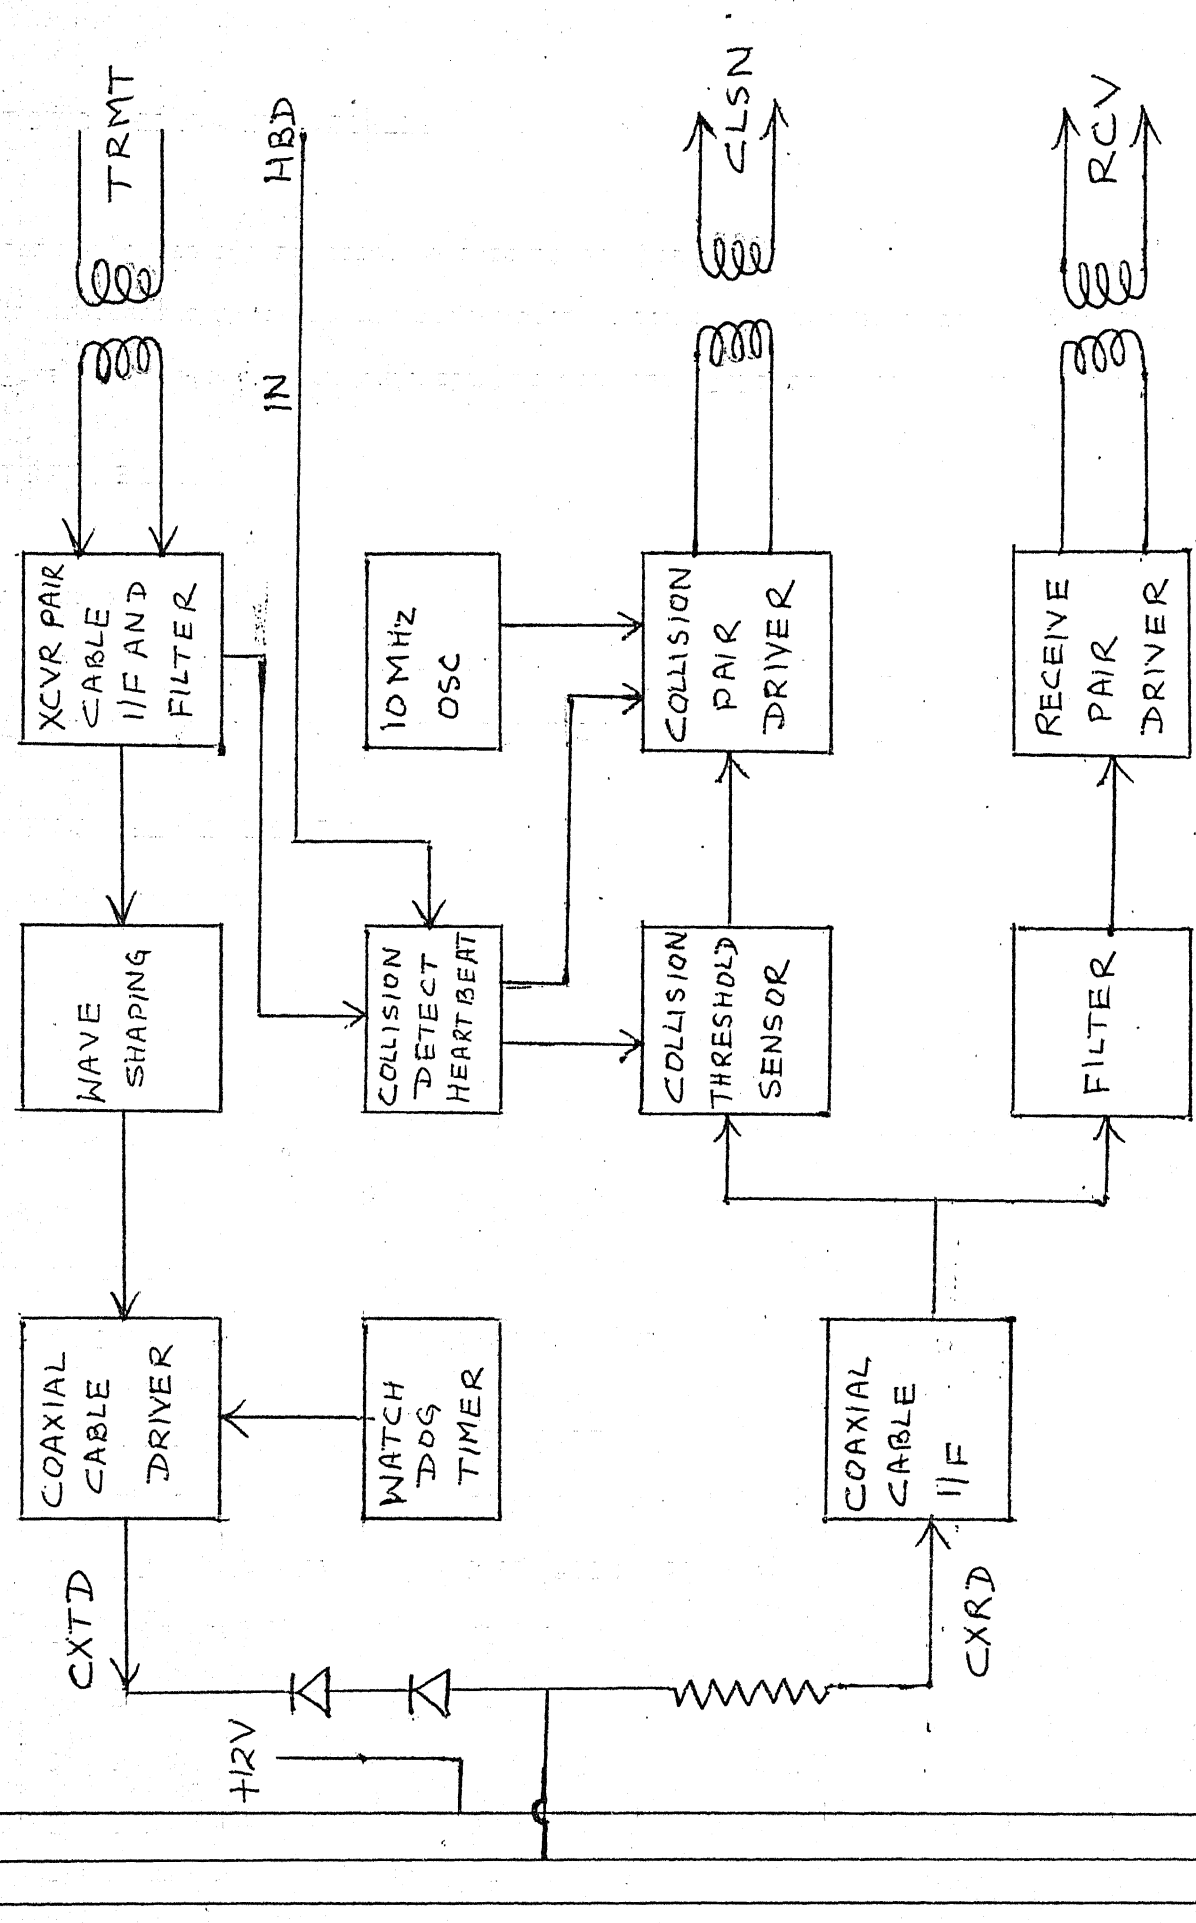 CXTD
COAXIAL
CABLE
DRIVER
WAVE
SHAPING
XCVR PAIR
CABLE
I/F AND
FILTER
TRMT
+12V
WATCH
DOG
TIMER
COLLISION
DETECT
HEARTBEAT
10MHz
OSC
IN
HBD
COLLISION
THRESHOLD
SENSOR
COLLISION
PAIR
DRIVER
CLSN
CXRD
COAXIAL
CABLE
I/F
FILTER
RECEIVE
PAIR
DRIVER
RCV